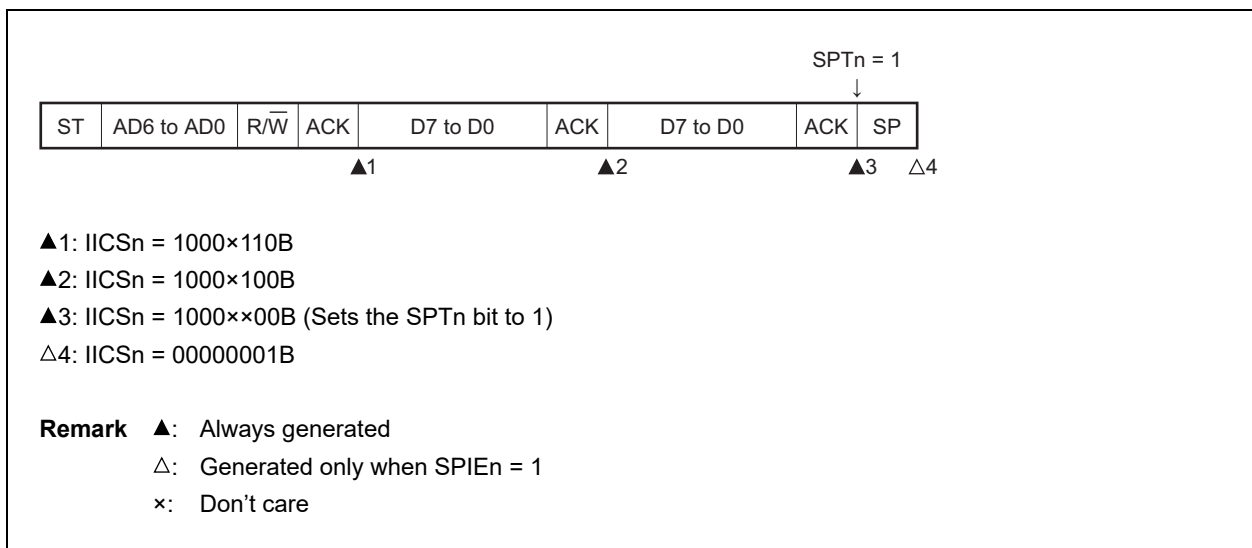 SPTn = 1
↓
ST AD6 to AD0 R/W̅ ACK D7 to D0 ACK D7 to D0 ACK SP
▲1 ▲2 ▲3 △4
▲1: IICSn = 1000×110B
▲2: IICSn = 1000×100B
▲3: IICSn = 1000××00B (Sets the SPTn bit to 1)
△4: IICSn = 00000001B
Remark ▲: Always generated
△: Generated only when SPIEn = 1
×: Don't care